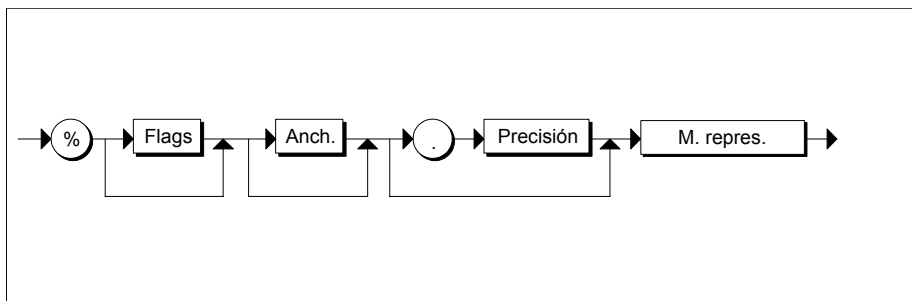 % Flags Anch. . Precisión M. repres.